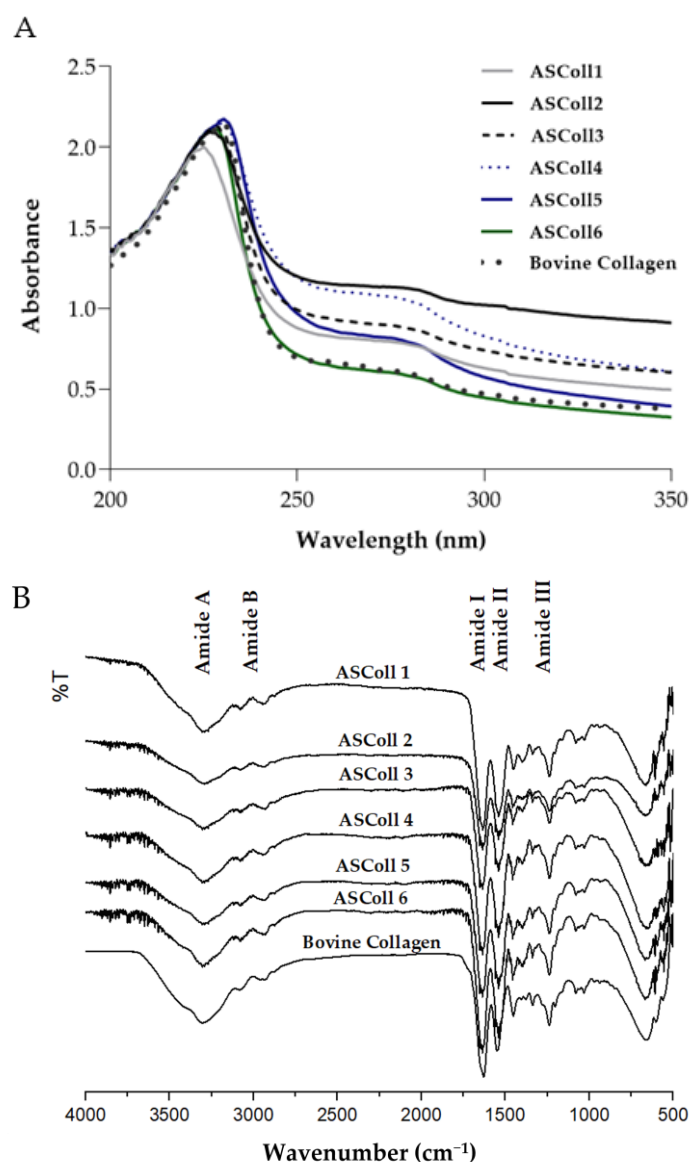 A
2.5
2.0
1.5
1.0
0.5
0.0
200
250
300
350
Absorbance
Wavelength (nm)
ASColl1
ASColl2
ASColl3
ASColl4
ASColl5
ASColl6
Bovine Collagen
B
Amide A
Amide B
Amide I
Amide II
Amide III
%T
ASColl 1
ASColl 2
ASColl 3
ASColl 4
ASColl 5
ASColl 6
Bovine Collagen
4000
3500
3000
2500
2000
1500
1000
500
Wavenumber (cm⁻¹)